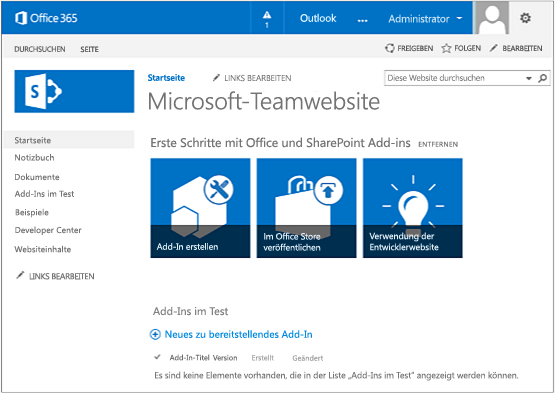 Office 365
1
Outlook
...
Administrator
DURCHSUCHEN SEITE
FREIGEBEN FOLGEN BEARBEITEN
S
Startseite LINKS BEARBEITEN
Diese Website durchsuchen
Microsoft-Teamwebsite
Startseite
Notizbuch
Dokumente
Add-Ins im Test
Beispiele
Developer Center
Websiteinhalte
LINKS BEARBEITEN
Erste Schritte mit Office und SharePoint Add-ins ENTFERNEN
Add-In erstellen
Im Office Store
veröffentlichen
Verwendung der
Entwicklerwebsite
Add-Ins im Test
Neues zu bereitstellendes Add-In
Add-In-Titel Version Erstellt Geändert
Es sind keine Elemente vorhanden, die in der Liste „Add-Ins im Test" angezeigt werden können.